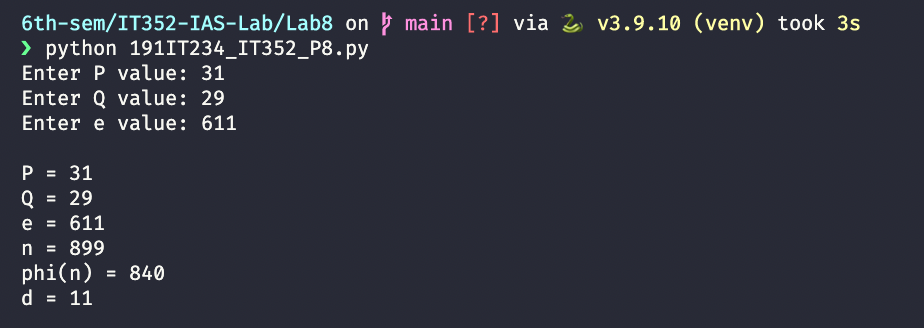 6th-sem/IT352-IAS-Lab/Lab8 on main [?] via 🐍 v3.9.10 (venv) took 3s
❯ python 191IT234_IT352_P8.py
Enter P value: 31
Enter Q value: 29
Enter e value: 611
P = 31
Q = 29
e = 611
n = 899
phi(n) = 840
d = 11